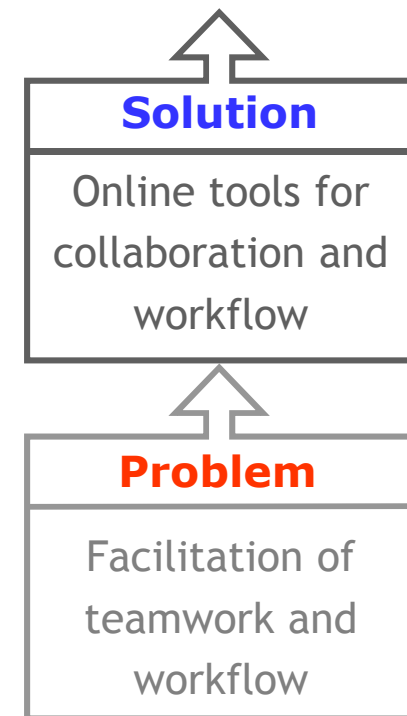 Solution
Online tools for
collaboration and
workflow
Problem
Facilitation of
teamwork and
workflow